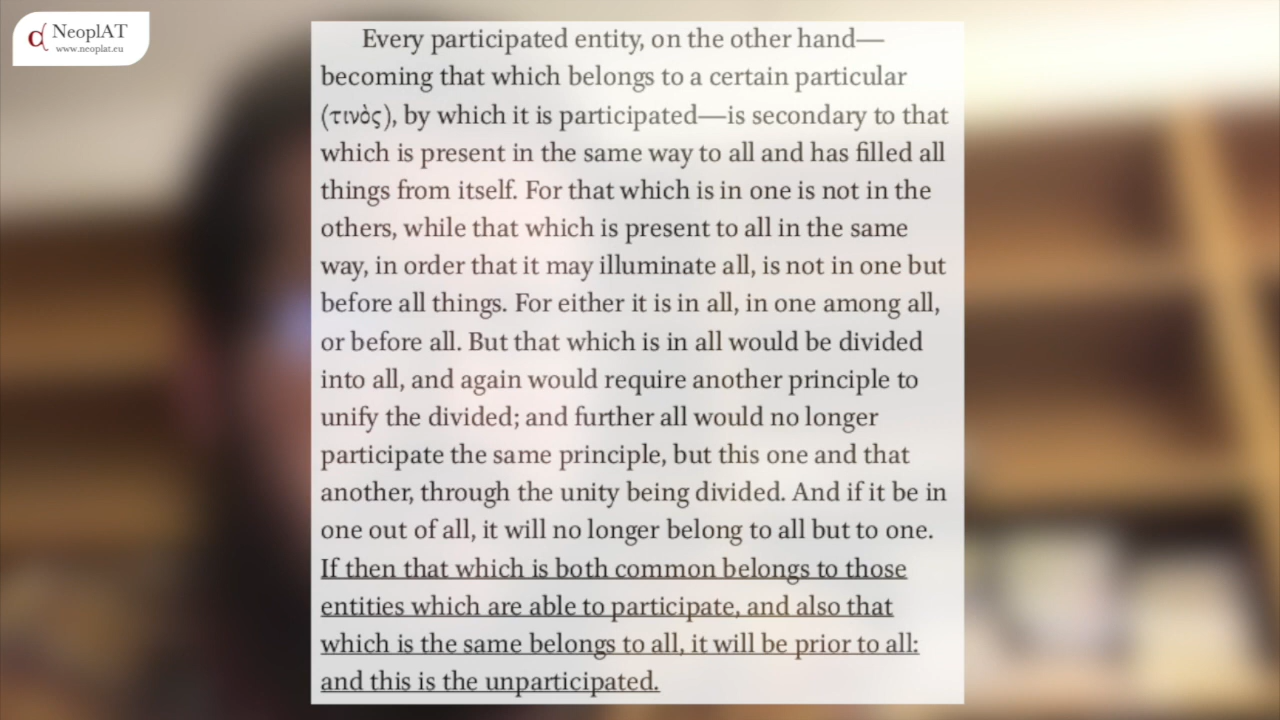 NeoplAT
www.neoplat.eu
Every participated entity, on the other hand—
becoming that which belongs to a certain particular
(τινὸς), by which it is participated—is secondary to that
which is present in the same way to all and has filled all
things from itself. For that which is in one is not in the
others, while that which is present to all in the same
way, in order that it may illuminate all, is not in one but
before all things. For either it is in all, in one among all,
or before all. But that which is in all would be divided
into all, and again would require another principle to
unify the divided; and further all would no longer
participate the same principle, but this one and that
another, through the unity being divided. And if it be in
one out of all, it will no longer belong to all but to one.
If then that which is both common belongs to those
entities which are able to participate, and also that
which is the same belongs to all, it will be prior to all:
and this is the unparticipated.